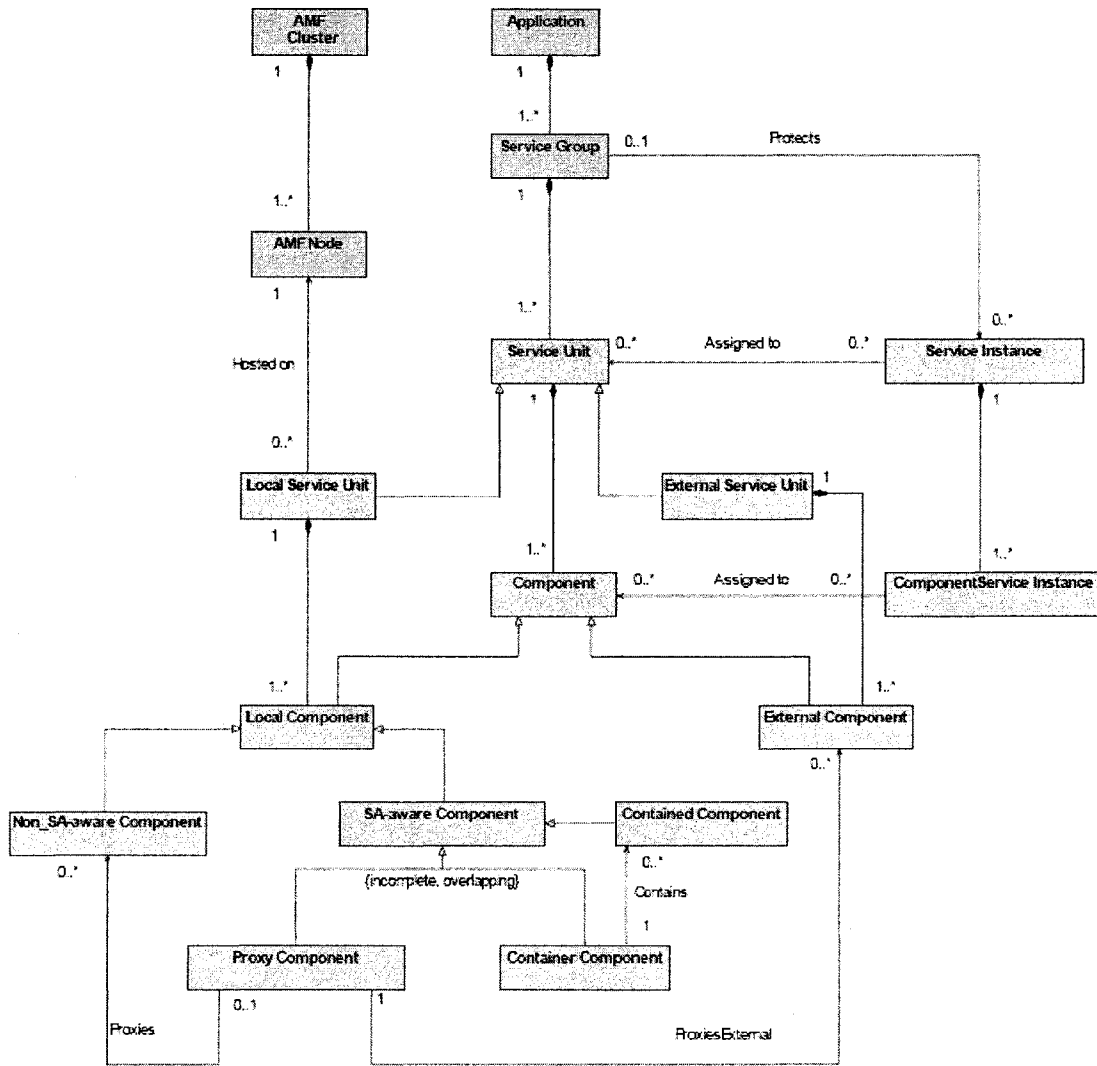 AMF
Cluster
Application
1
1
1..*
Service Group
0..1
Protects
1
1..*
AMF Node
1
1..*
0..*
Service Unit
0..*
Assigned to
0..*
Service Instance
Hosted on
1
1
0..*
Local Service Unit
External Service Unit
1
1
1..*
1..*
Component
0..*
Assigned to
0..*
ComponentService Instance
1..*
1..*
Local Component
External Component
0..*
Non_SA-aware Component
SA-aware Component
Contained Component
0..*
0..*
{incomplete, overlapping}
Contains
1
Proxy Component
Container Component
0..1
1
Proxies
ProxiesExternal